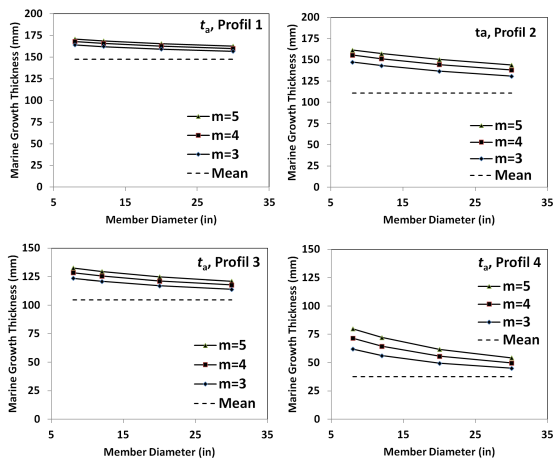 tₐ, Profil 1
Marine Growth Thickness (mm)
200
175
150
125
100
75
50
25
0
m=5
m=4
m=3
Mean
5
15
25
35
Member Diameter (in)
ta, Profil 2
Marine Growth Thickness (mm)
200
175
150
125
100
75
50
25
0
m=5
m=4
m=3
Mean
5
15
25
35
Member Diameter (in)
tₐ, Profil 3
Marine Growth Thickness (mm)
150
125
100
75
50
25
0
m=5
m=4
m=3
Mean
5
15
25
35
Member Diameter (in)
tₐ, Profil 4
Marine Growth Thickness (mm)
150
125
100
75
50
25
0
m=5
m=4
m=3
Mean
5
15
25
35
Member Diameter (in)